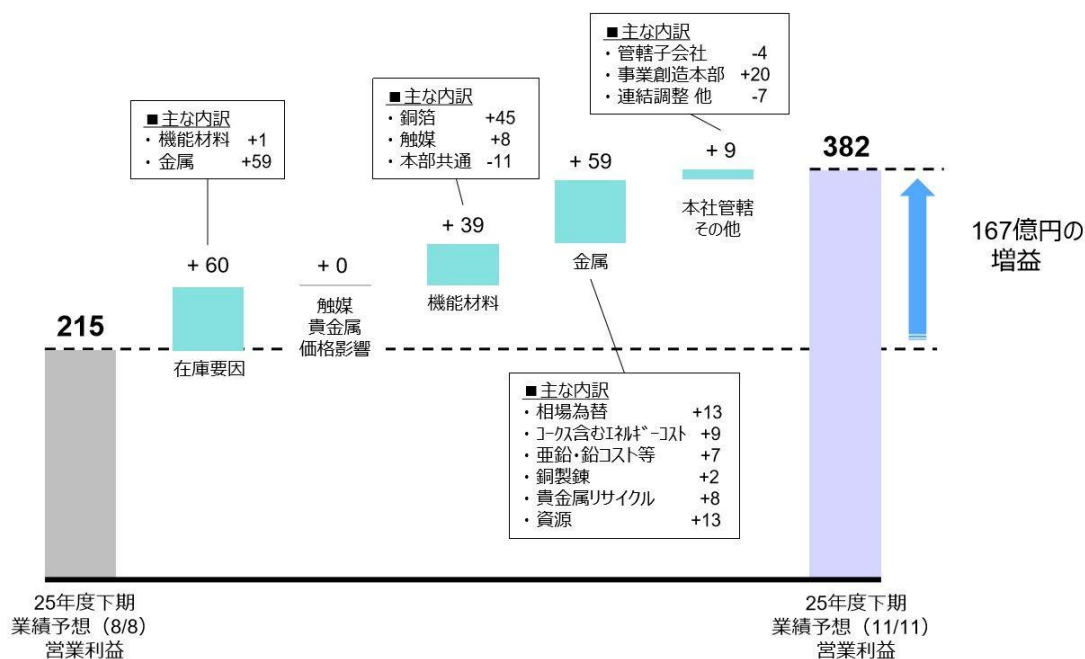 ■主な内訳
・機能材料 +1
・金属 +59
■主な内訳
・銅箔 +45
・触媒 +8
・本部共通 -11
■主な内訳
・管轄子会社 -4
・事業創造本部 +20
・連結調整 他 -7
215
+ 60
在庫要因
+ 0
触媒
貴金属
価格影響
+ 39
機能材料
+ 59
金属
+ 9
本社管轄
その他
382
167億円の
増益
■主な内訳
・相場為替 +13
・コークス含むエネルギーコスト +9
・亜鉛・鉛コスト等 +7
・銅製錬 +2
・貴金属リサイクル +8
・資源 +13
25年度下期
業績予想（8/8）
営業利益
25年度下期
業績予想（11/11）
営業利益